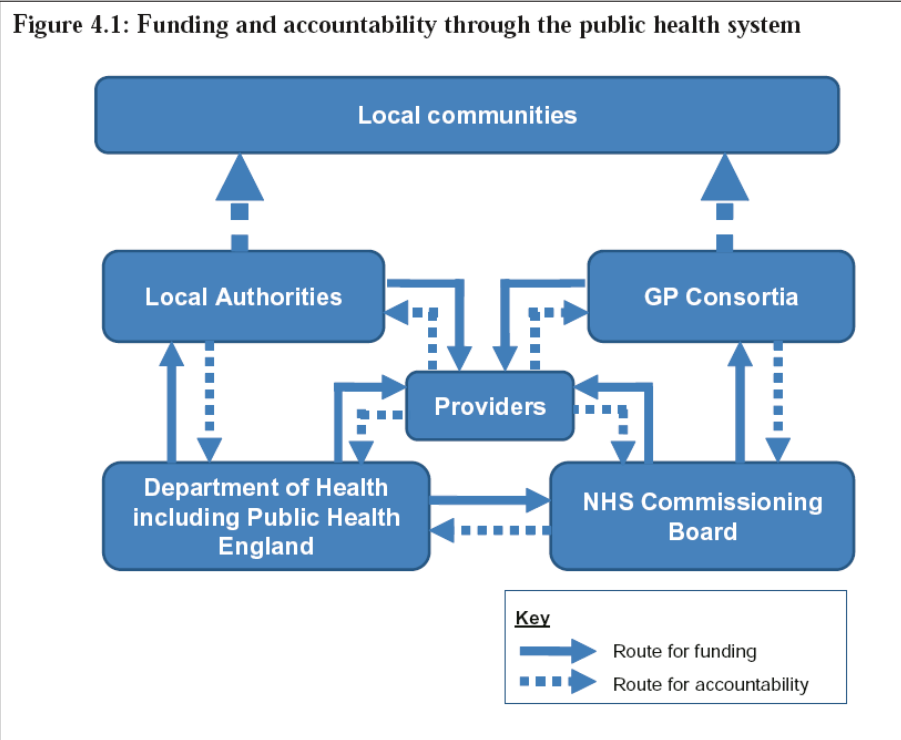 Figure 4.1: Funding and accountability through the public health system
Local communities
Local Authorities
GP Consortia
Providers
Department of Health
including Public Health
England
NHS Commissioning
Board
Key
Route for funding
Route for accountability